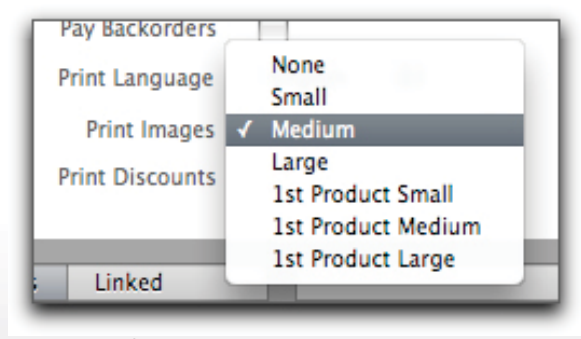 Pay Backorders
Print Language
None
Small
Print Images ✓ Medium
Large
Print Discounts
1st Product Small
1st Product Medium
1st Product Large
Linked